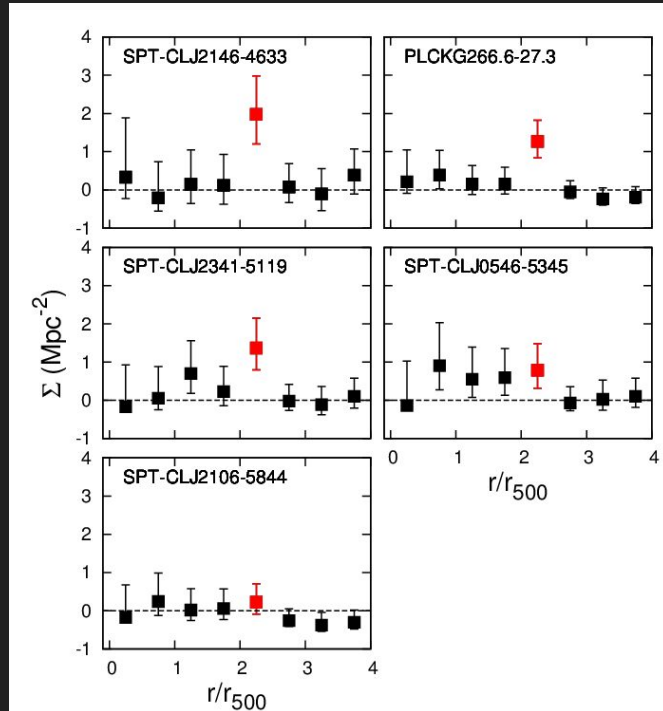 4
3
2
1
0
-1
SPT-CLJ2146-4633
PLCKG266.6-27.3
4
3
2
1
0
-1
SPT-CLJ2341-5119
SPT-CLJ0546-5345
Σ (Mpc⁻²)
0 1 2 3 4
r/r₅₀₀
4
3
2
1
0
-1
SPT-CLJ2106-5844
0 1 2 3 4
r/r₅₀₀